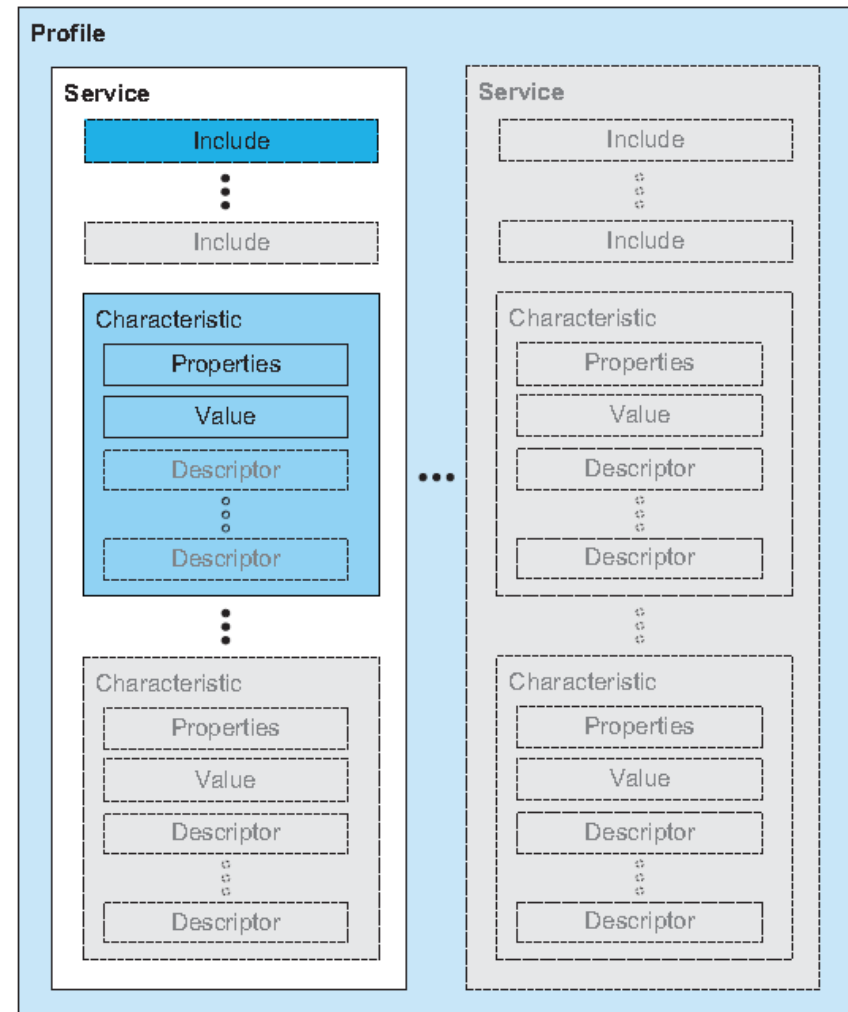 Profile
Service
Include
Include
Characteristic
Properties
Value
Descriptor
Descriptor
Characteristic
Properties
Value
Descriptor
Descriptor
Service
Include
Include
Characteristic
Properties
Value
Descriptor
Descriptor
Characteristic
Properties
Value
Descriptor
Descriptor